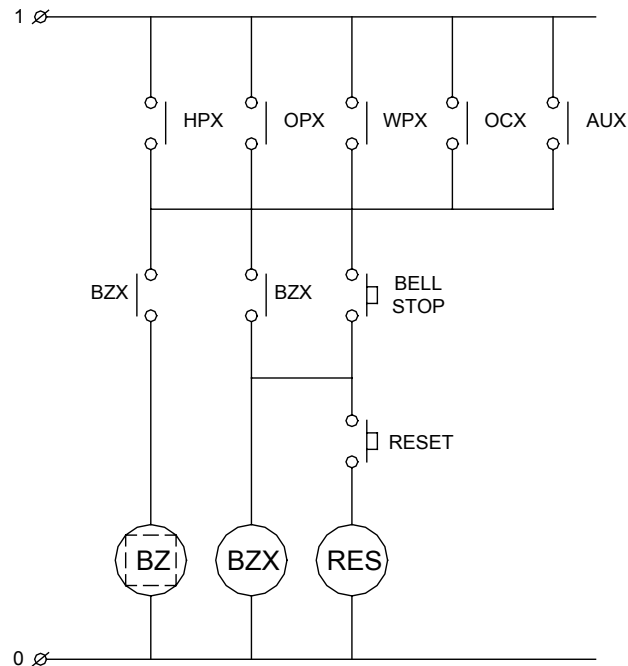 1
HPX
OPX
WPX
OCX
AUX
BZX
BZX
BELL
STOP
RESET
BZ
BZX
RES
0